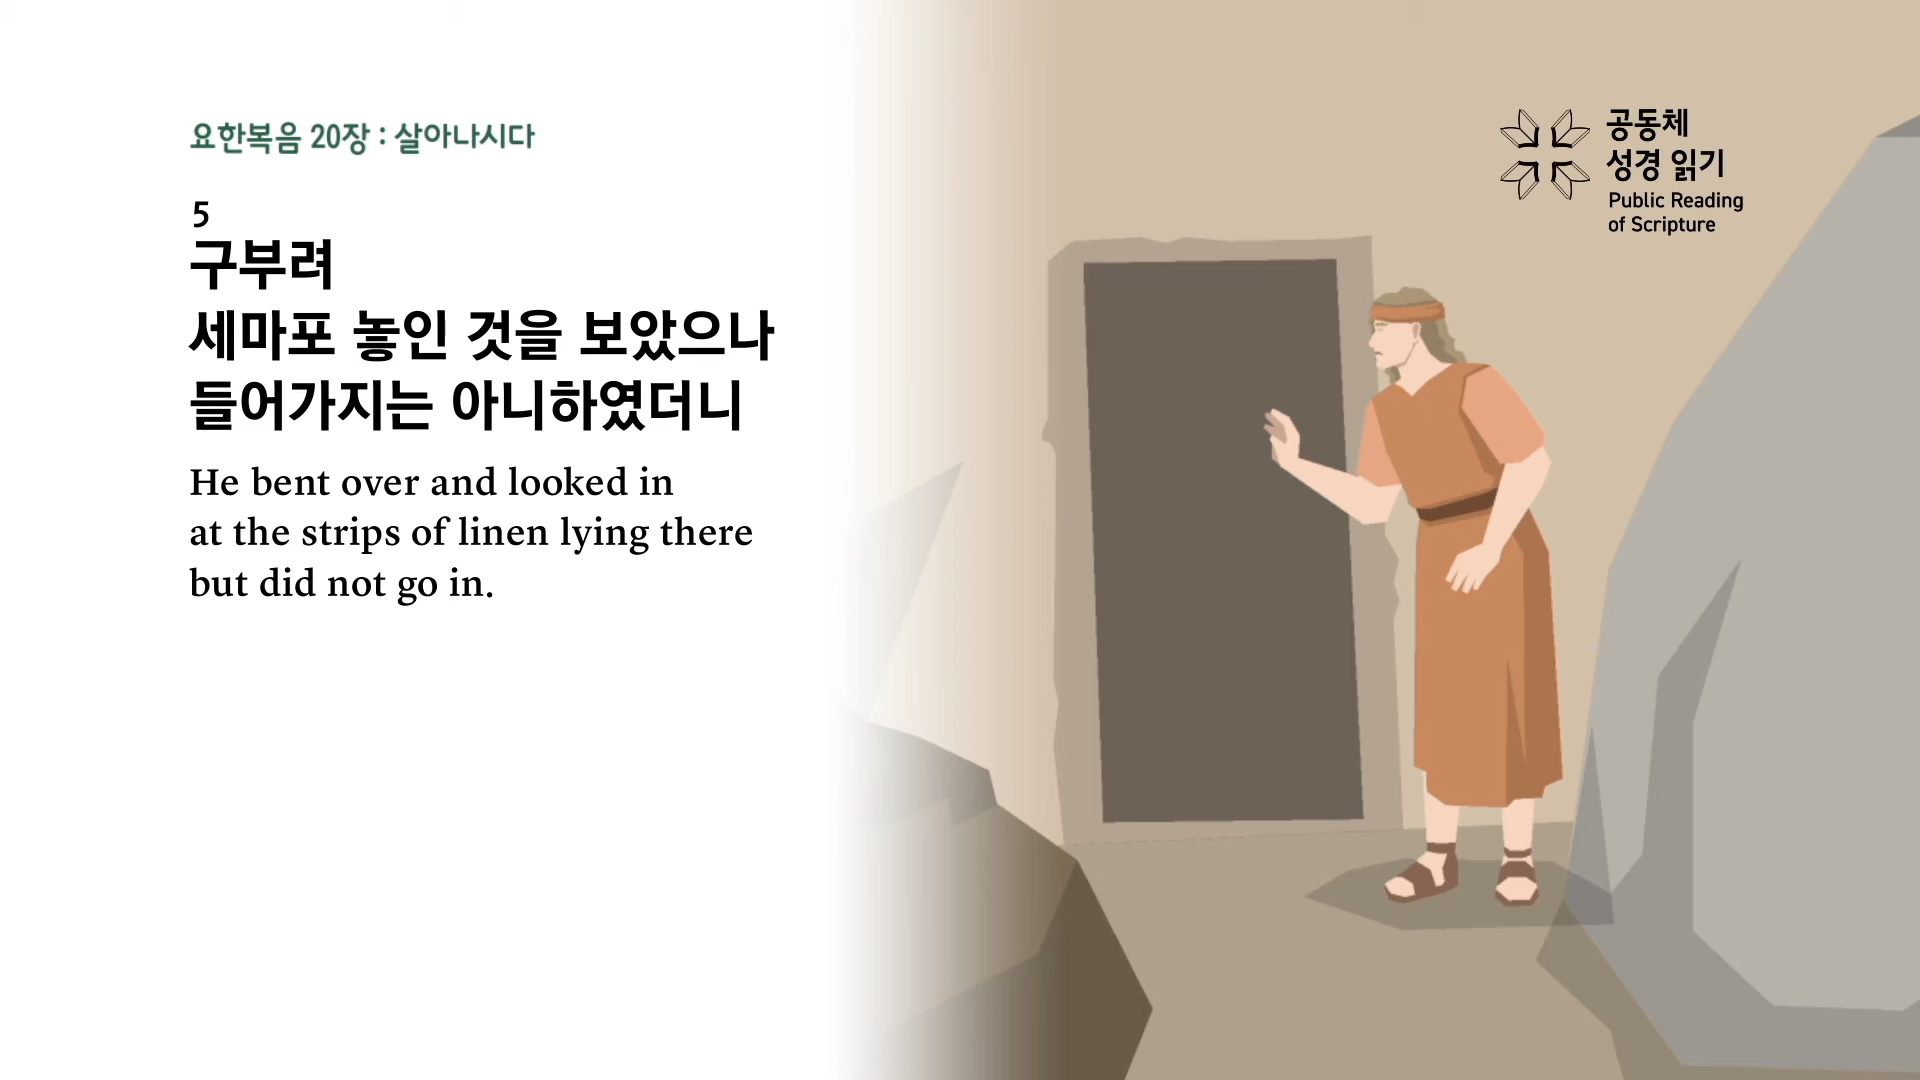 요한복음 20장 : 살아나시다
5
구부려
세마포 놓인 것을 보았으나
들어가지는 아니하였더니
He bent over and looked in
at the strips of linen lying there
but did not go in.
공동체
성경 읽기
Public Reading
of Scripture